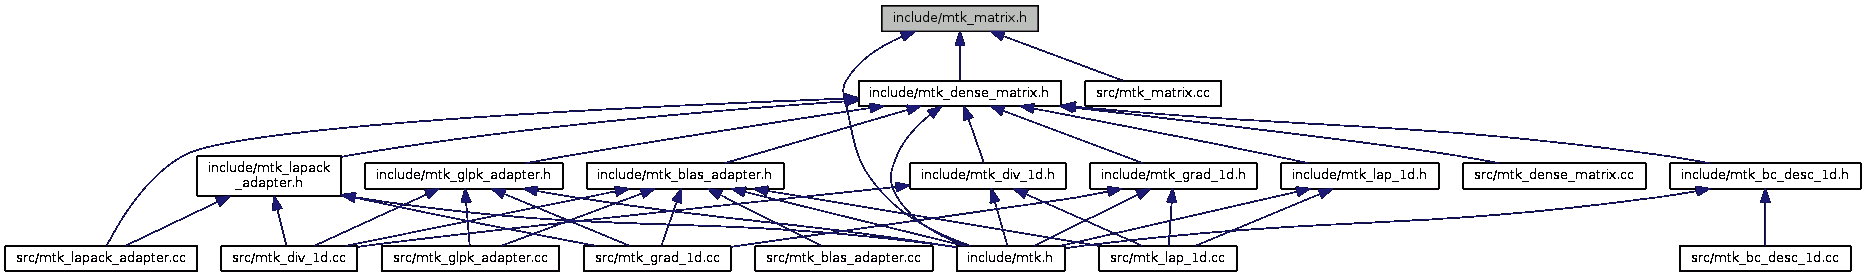 include/mtk_matrix.h
include/mtk_dense_matrix.h
src/mtk_matrix.cc
include/mtk_lapack
_adapter.h
include/mtk_glpk_adapter.h
include/mtk_blas_adapter.h
include/mtk_div_1d.h
include/mtk_grad_1d.h
include/mtk_lap_1d.h
src/mtk_dense_matrix.cc
include/mtk_bc_desc_1d.h
src/mtk_lapack_adapter.cc
src/mtk_div_1d.cc
src/mtk_glpk_adapter.cc
src/mtk_grad_1d.cc
src/mtk_blas_adapter.cc
include/mtk.h
src/mtk_lap_1d.cc
src/mtk_bc_desc_1d.cc